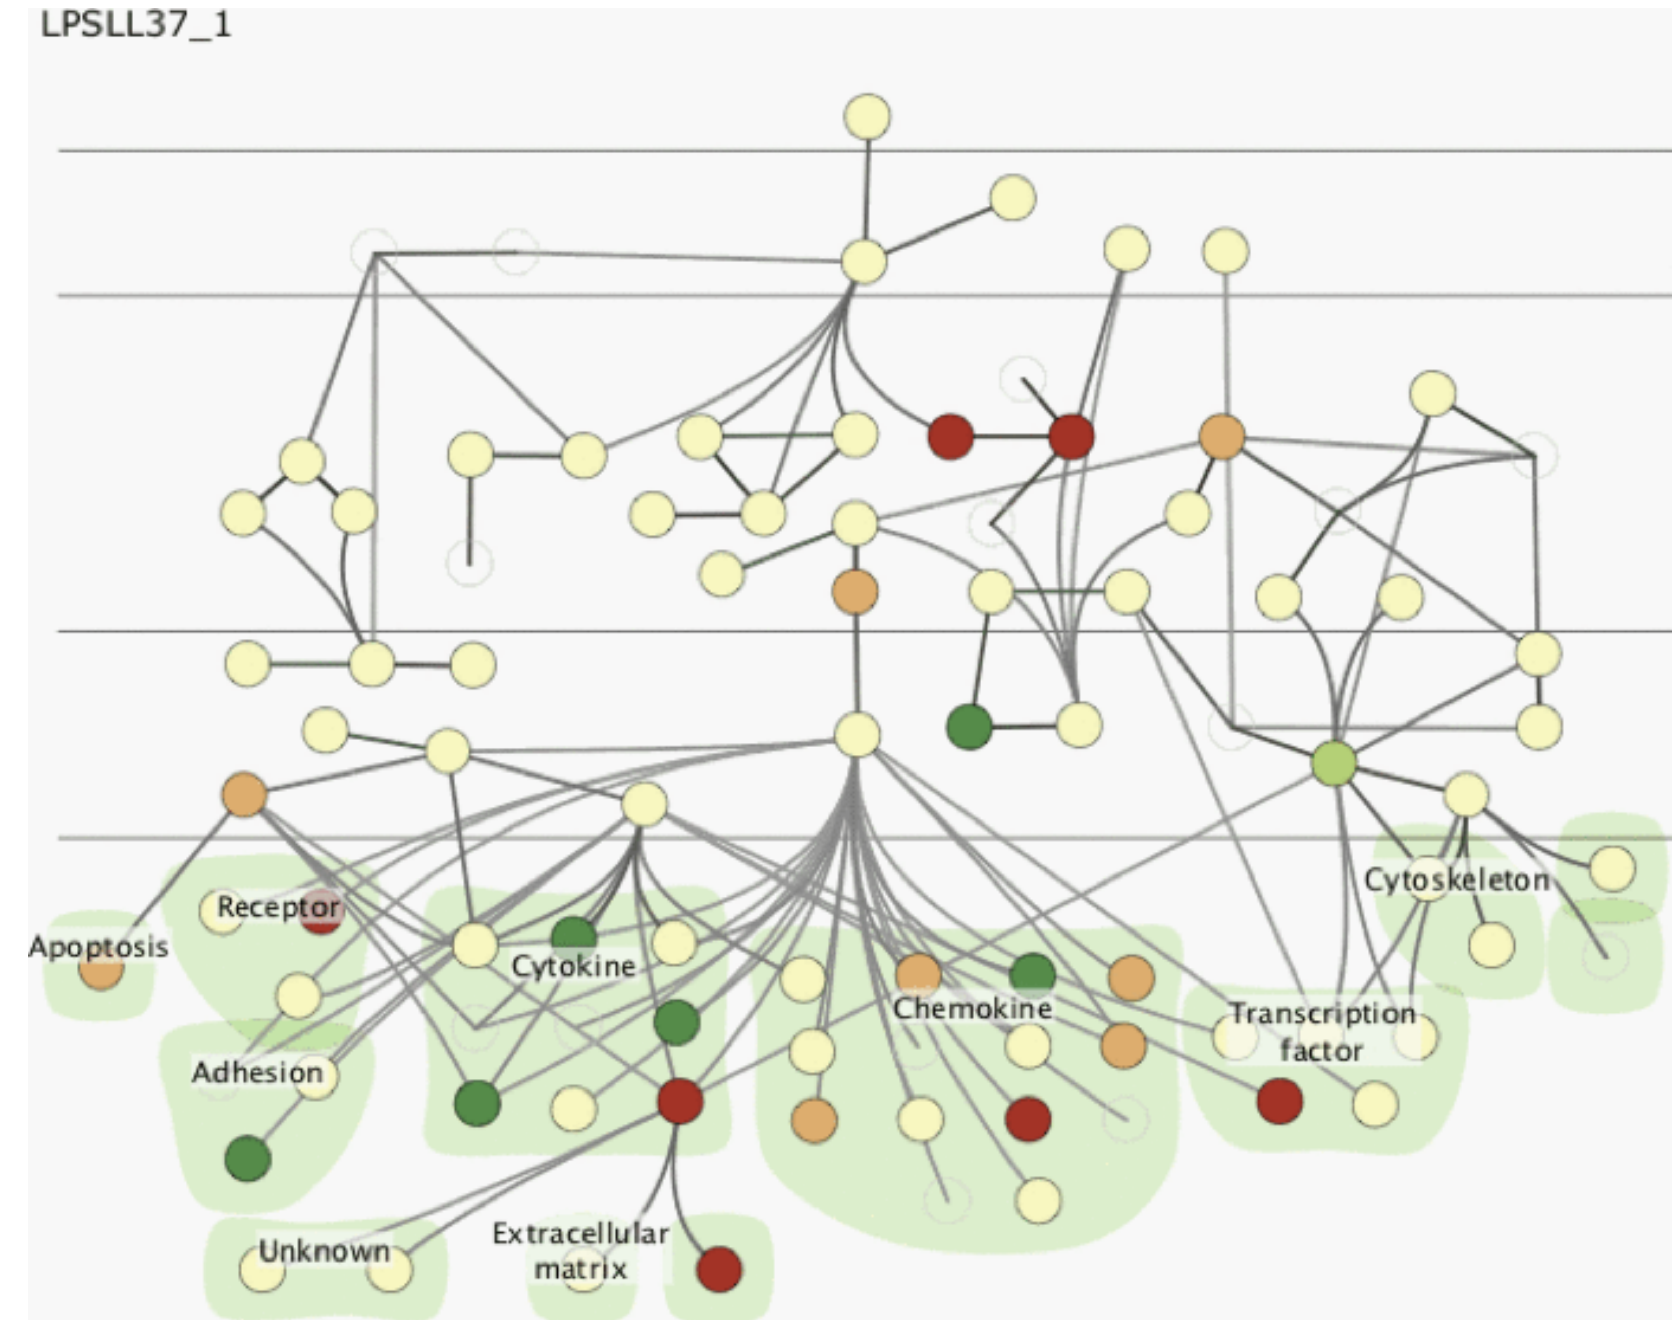 LPSLL37_1
Cytoskeleton
Receptor
Apoptosis
Cytokine
Chemokine
Transcription
factor
Adhesion
Extracellular
matrix
Unknown